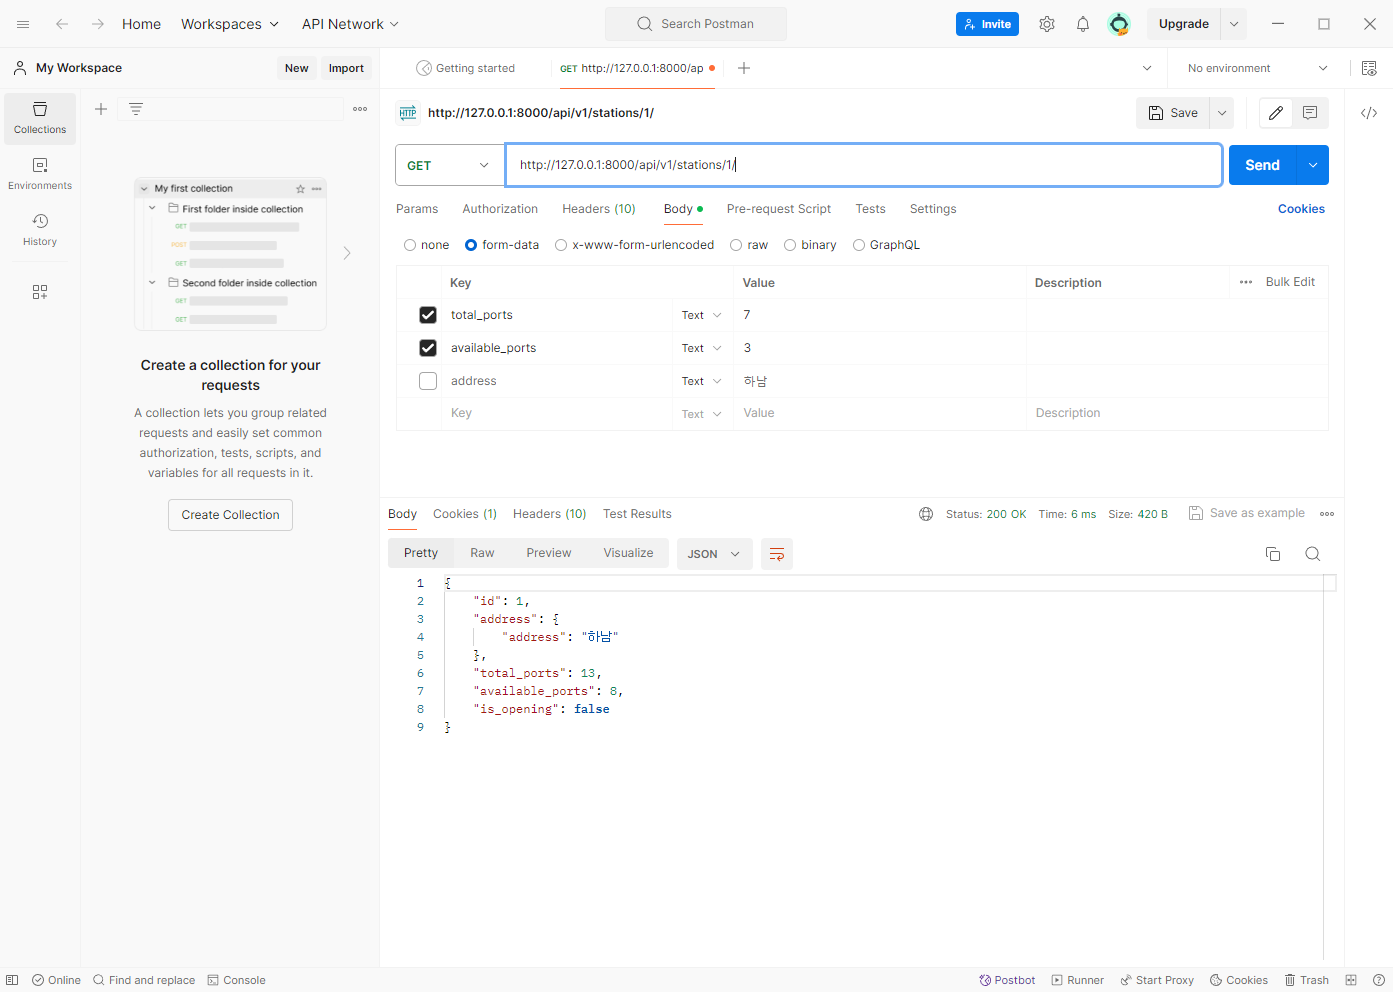 Home Workspaces API Network Search Postman Invite Upgrade
My Workspace New Import Getting started GET http://127.0.0.1:8000/ap No environment
Collections
Environments
History
My first collection
First folder inside collection
GET
POST
GET
Second folder inside collection
GET
GET
Create a collection for your
requests
A collection lets you group related
requests and easily set common
authorization, tests, scripts, and
variables for all requests in it.
Create Collection
HTTP http://127.0.0.1:8000/api/v1/stations/1/ Save
GET http://127.0.0.1:8000/api/v1/stations/1/ Send
Params Authorization Headers (10) Body Pre-request Script Tests Settings Cookies
none form-data x-www-form-urlencoded raw binary GraphQL
Key Value Description Bulk Edit
total_ports Text 7
available_ports Text 3
address Text 하남
Key Text Value Description
Body Cookies (1) Headers (10) Test Results Status: 200 OK Time: 6 ms Size: 420 B Save as example
Pretty Raw Preview Visualize JSON
1 {
2 "id": 1,
3 "address": {
4 "address": "하남"
5 },
6 "total_ports": 13,
7 "available_ports": 8,
8 "is_opening": false
9 }
Online Find and replace Console Postbot Runner Start Proxy Cookies Trash